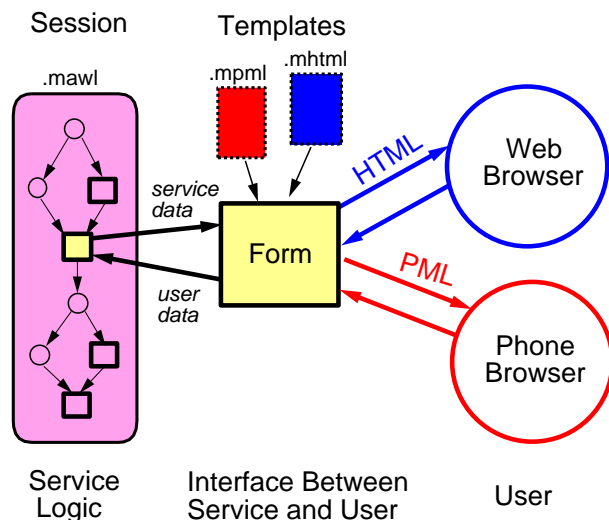 Session
Templates
.mawl
.mpml
.mhtml
service
data
user
data
Form
HTML
PML
Web
Browser
Phone
Browser
Service
Logic
Interface Between
Service and User
User